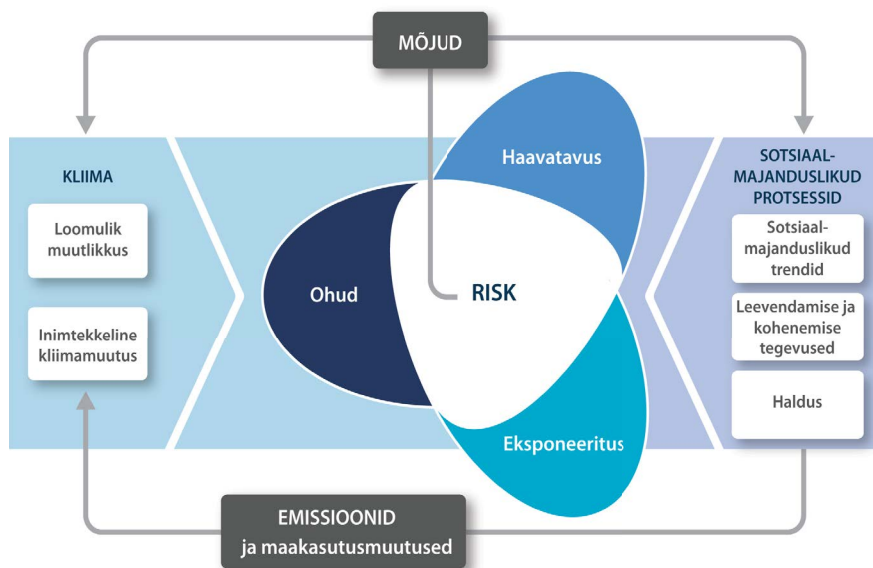 MÕJUD
KLIIMA
Loomulik
muutlikkus
Inimtekkeline
kliimamuutus
Haavatavus
Ohud
RISK
Eksponeeritus
SOTSIAAL-
MAJANDUSLIKUD
PROTSESSID
Sotsiaal-
majanduslikud
trendid
Leevendamise ja
kohenemise
tegevused
Haldus
EMISSIOONID
ja maakasutusmuutused